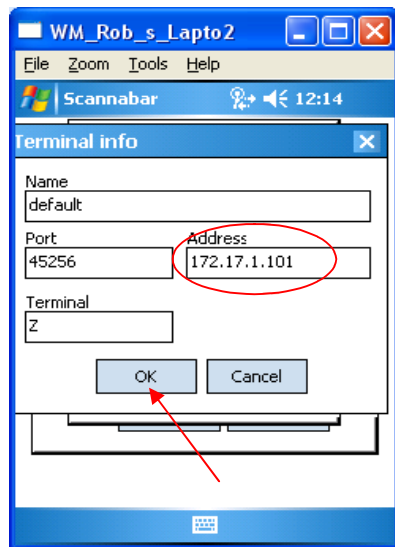 WM_Rob_s_Lapto2
File Zoom Tools Help
Scannabar 12:14
Terminal info
Name
default
Port Address
45256 172.17.1.101
Terminal
Z
OK Cancel